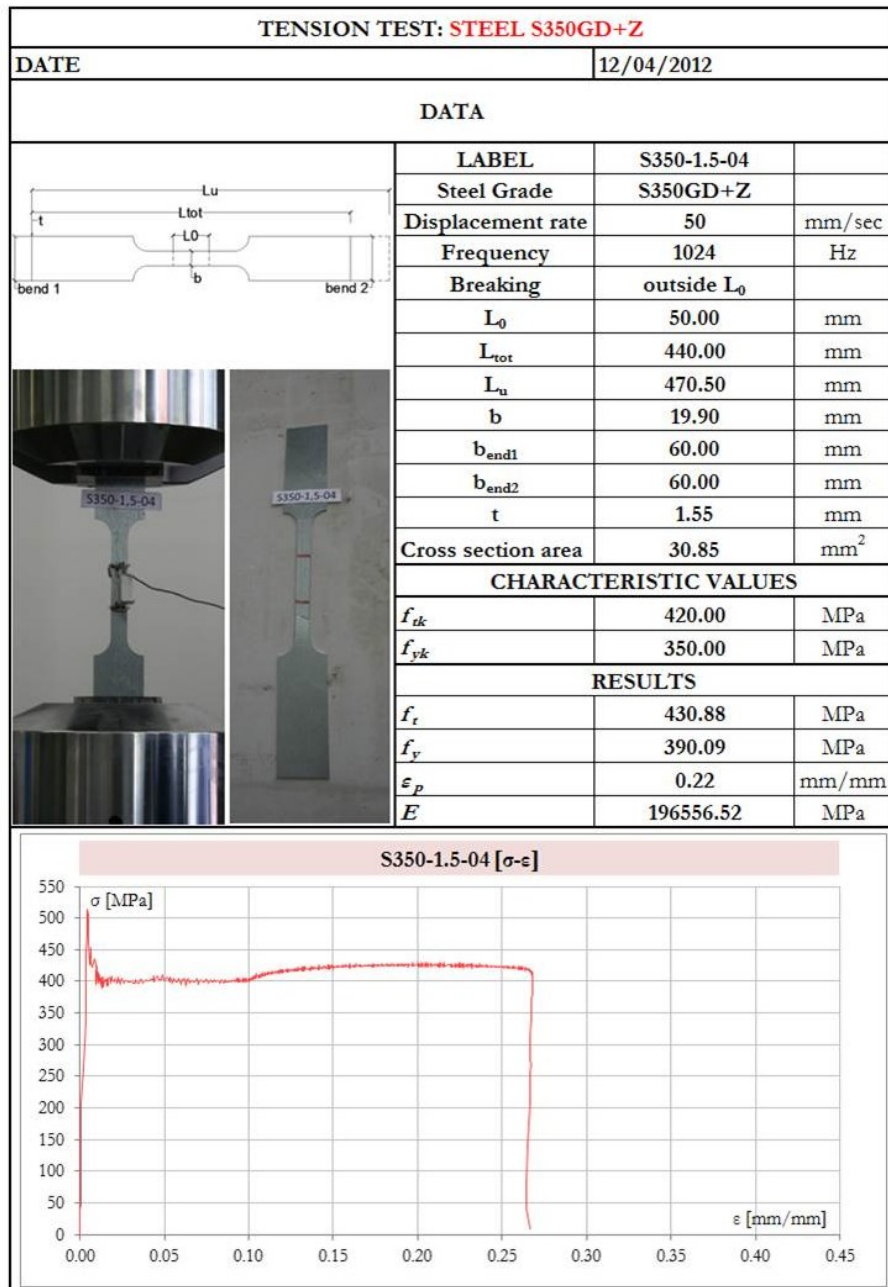 TENSION TEST: STEEL S350GD+Z
DATE 12/04/2012
DATA
Lu
Ltot
t
L0
b
bend 1
bend 2
S350-1,5-04
S350-1,5-04
LABEL S350-1.5-04
Steel Grade S350GD+Z
Displacement rate 50 mm/sec
Frequency 1024 Hz
Breaking outside L₀
L₀ 50.00 mm
Lₜₒₜ 440.00 mm
Lᵤ 470.50 mm
b 19.90 mm
bend1 60.00 mm
bend2 60.00 mm
t 1.55 mm
Cross section area 30.85 mm²
CHARACTERISTIC VALUES
ftk 420.00 MPa
fyk 350.00 MPa
RESULTS
ft 430.88 MPa
fy 390.09 MPa
εp 0.22 mm/mm
E 196556.52 MPa
S350-1.5-04 [σ-ε]
σ [MPa]
550
500
450
400
350
300
250
200
150
100
50
0
ε [mm/mm]
0.00 0.05 0.10 0.15 0.20 0.25 0.30 0.35 0.40 0.45